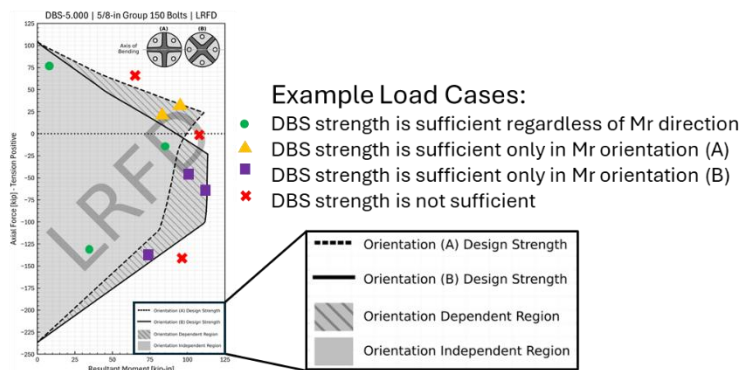 DBS-5.000 | 5/8-in Group 150 Bolts | LRFD
125
100
75
50
25
0
−25
−50
−75
−100
−125
−150
−175
−200
−225
−250
Axial Force [kip] - Tension Positive
(A)
(B)
Axis of
Bending
LRFD
Orientation (A) Design Strength
Orientation (B) Design Strength
Orientation Dependent Region
Orientation Independent Region
0
25
50
75
100
125
Resultant Moment [kip-in]
Example Load Cases:
DBS strength is sufficient regardless of Mr direction
DBS strength is sufficient only in Mr orientation (A)
DBS strength is sufficient only in Mr orientation (B)
DBS strength is not sufficient
Orientation (A) Design Strength
Orientation (B) Design Strength
Orientation Dependent Region
Orientation Independent Region